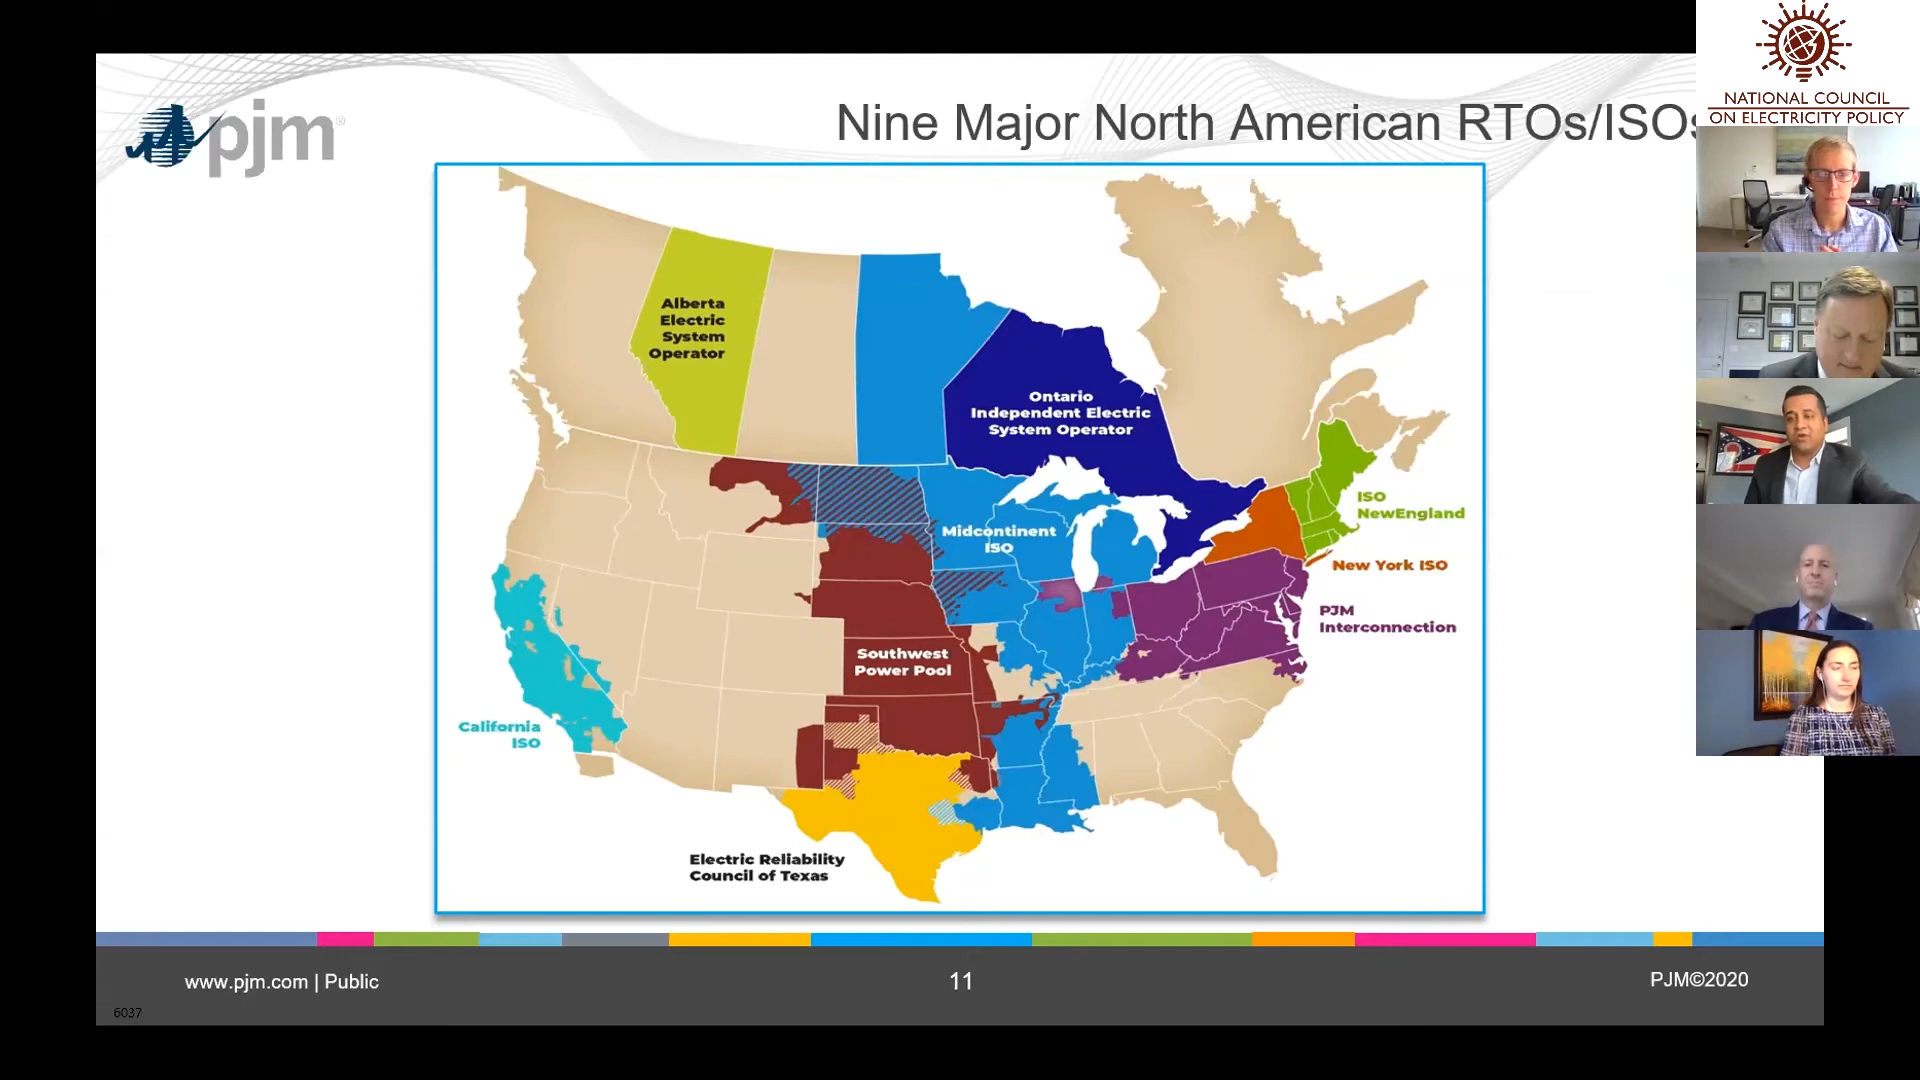 pjm
Nine Major North American RTOs/ISOs
NATIONAL COUNCIL
ON ELECTRICITY POLICY
Alberta
Electric
System
Operator
Ontario
Independent Electric
System Operator
ISO
NewEngland
Midcontinent
ISO
New York ISO
PJM
Interconnection
Southwest
Power Pool
California
ISO
Electric Reliability
Council of Texas
www.pjm.com | Public
11
PJM©2020
6037